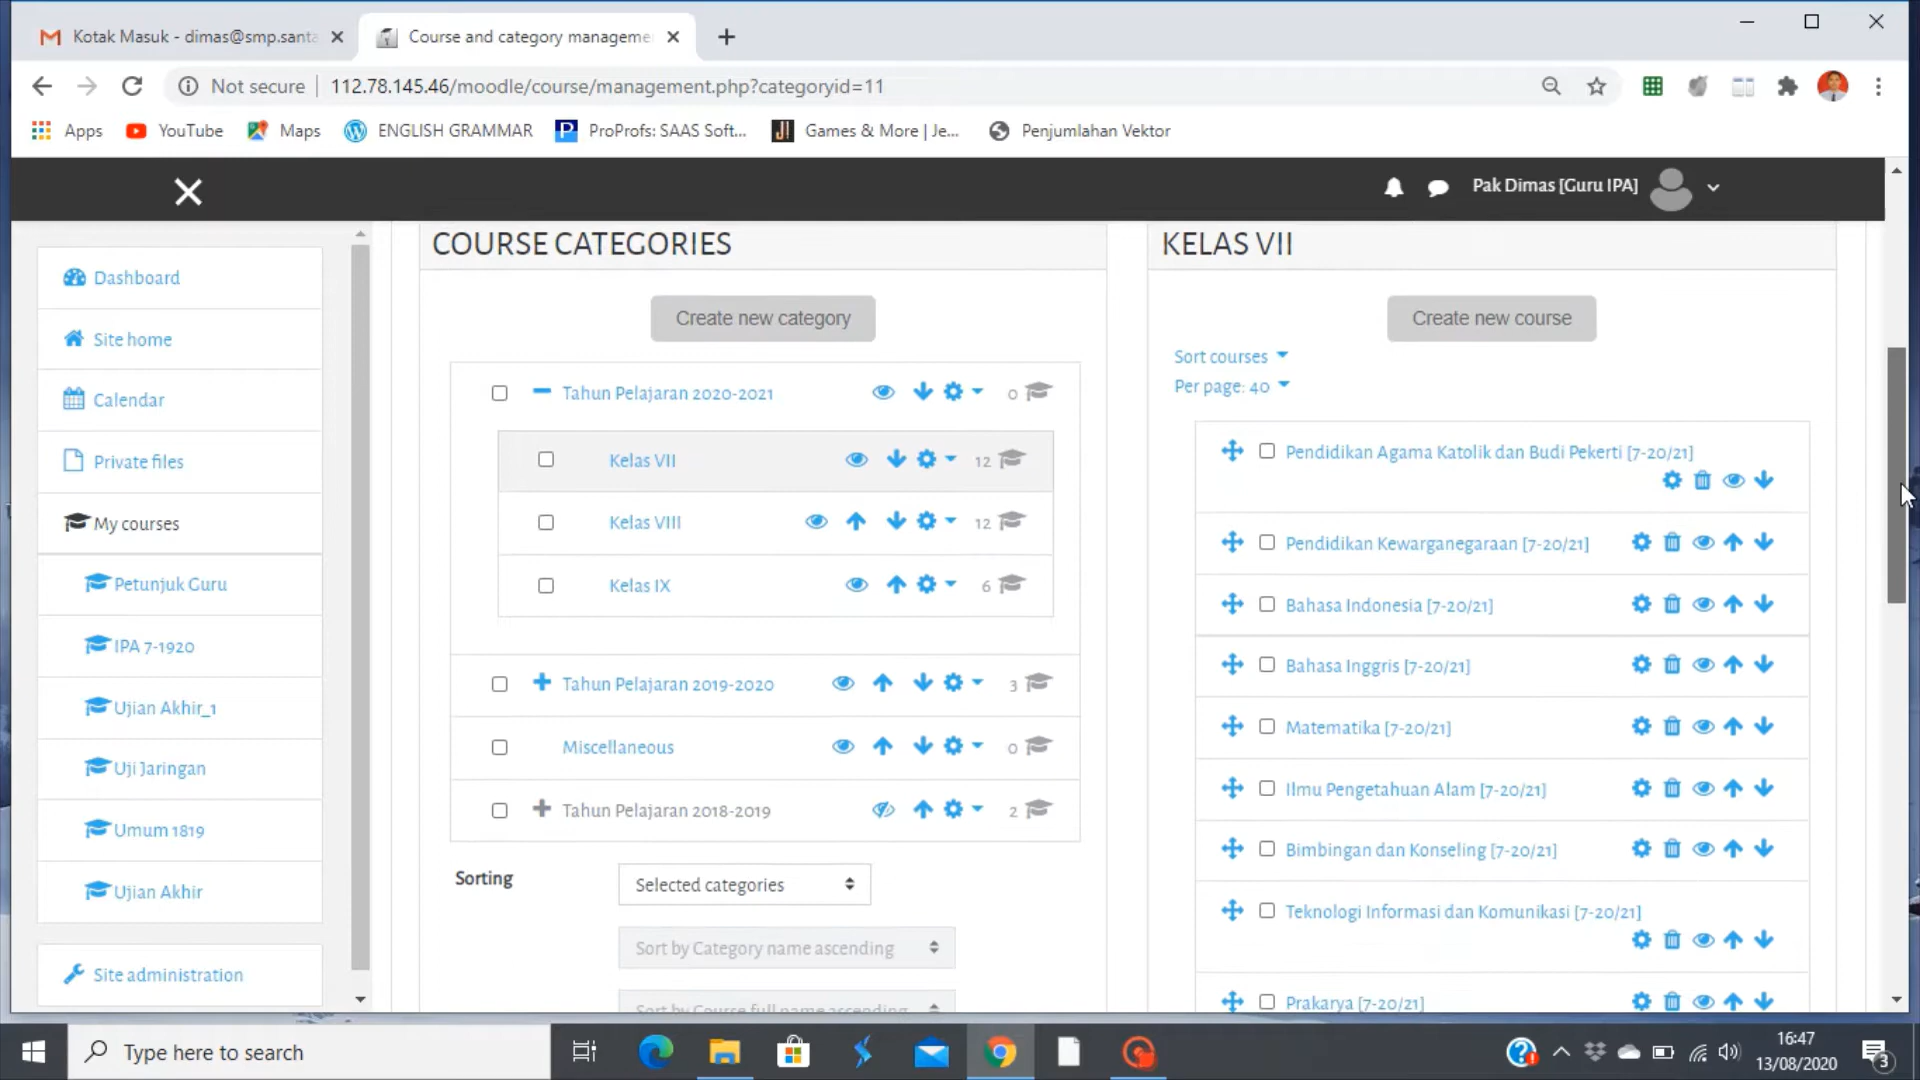 Kotak Masuk - dimas@smp.santa
Course and category manageme
Not secure
112.78.145.46/moodle/course/management.php?categoryid=11
Apps
YouTube
Maps
ENGLISH GRAMMAR
ProProfs: SAAS Soft...
Games & More | Je...
Penjumlahan Vektor
Pak Dimas [Guru IPA]
Dashboard
Site home
Calendar
Private files
My courses
Petunjuk Guru
IPA 7-1920
Ujian Akhir_1
Uji Jaringan
Umum 1819
Ujian Akhir
Site administration
COURSE CATEGORIES
Create new category
Tahun Pelajaran 2020-2021 0
Kelas VII 12
Kelas VIII 12
Kelas IX 6
Tahun Pelajaran 2019-2020 3
Miscellaneous 0
Tahun Pelajaran 2018-2019 2
Sorting
Selected categories
Sort by Category name ascending
Sort by Course full name ascending
KELAS VII
Create new course
Sort courses
Per page: 40
Pendidikan Agama Katolik dan Budi Pekerti [7-20/21]
Pendidikan Kewarganegaraan [7-20/21]
Bahasa Indonesia [7-20/21]
Bahasa Inggris [7-20/21]
Matematika [7-20/21]
Ilmu Pengetahuan Alam [7-20/21]
Bimbingan dan Konseling [7-20/21]
Teknologi Informasi dan Komunikasi [7-20/21]
Prakarya [7-20/21]
Type here to search
16:47
13/08/2020
3